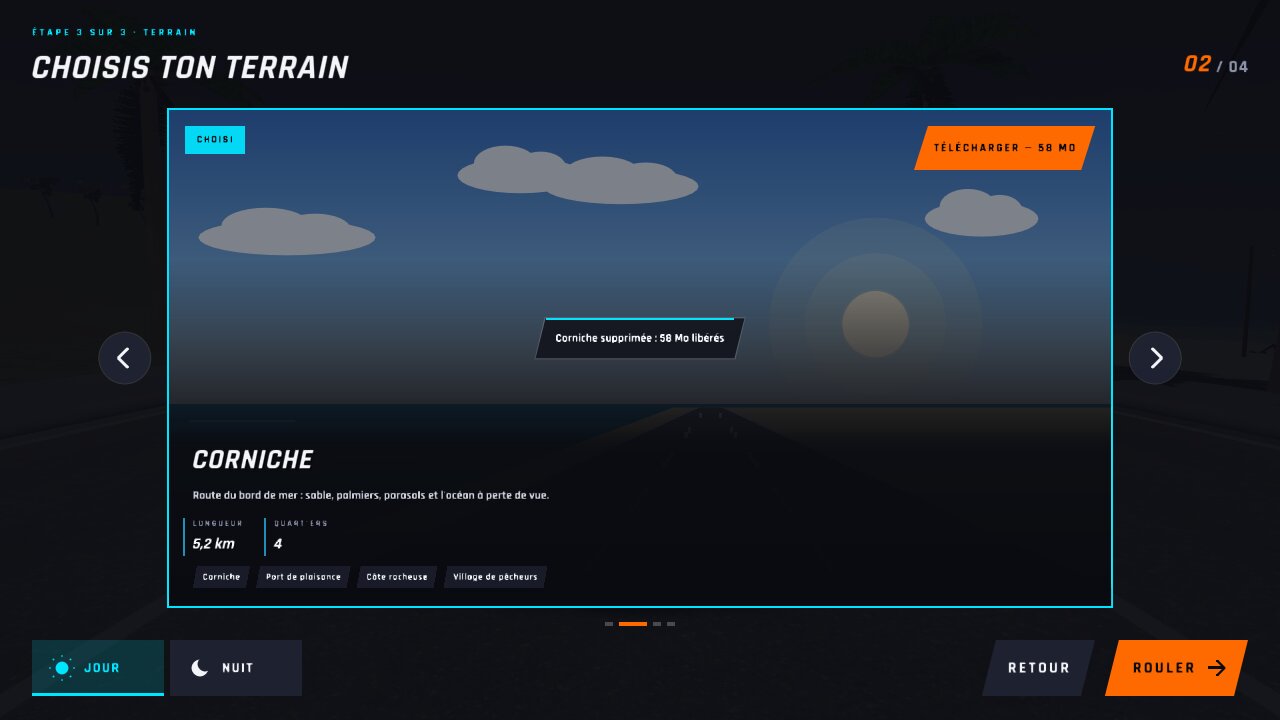 ÉTAPE 3 SUR 3 · TERRAIN
CHOISIS TON TERRAIN
02 / 04
CHOISI
TÉLÉCHARGER — 58 MO
Corniche supprimée : 58 Mo libérés
CORNICHE
Route du bord de mer : sable, palmiers, parasols et l'océan à perte de vue.
LONGUEUR
QUARTIERS
5,2 km
4
Corniche
Port de plaisance
Côte rocheuse
Village de pêcheurs
JOUR
NUIT
RETOUR
ROULER